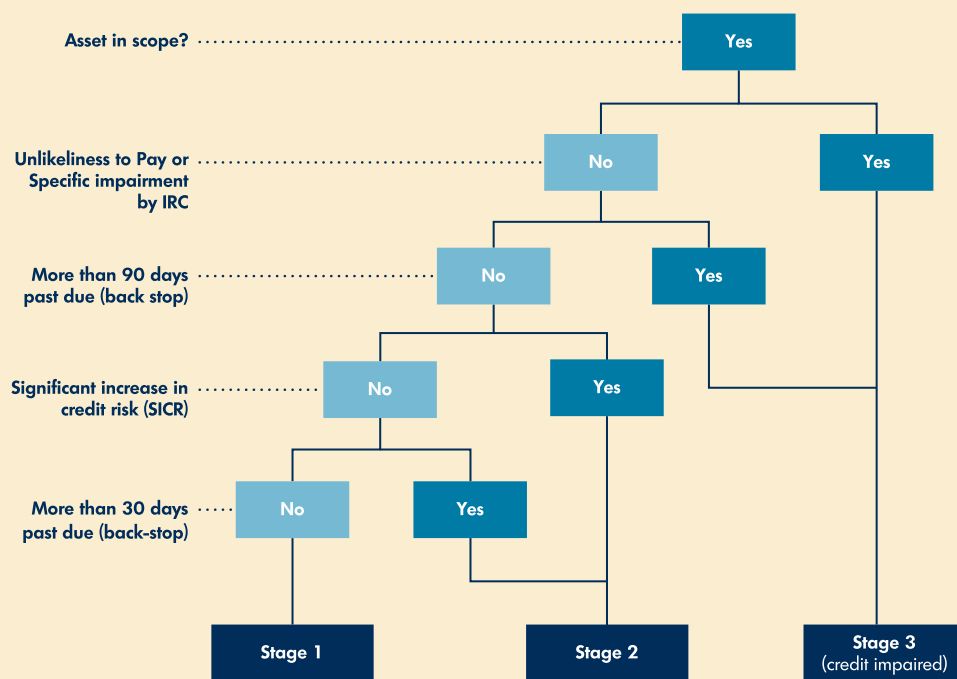 Asset in scope?
Yes
Unlikeliness to Pay or
Specific impairment
by IRC
No
Yes
More than 90 days
past due (back stop)
No
Yes
Significant increase in
credit risk (SICR)
No
Yes
More than 30 days
past due (back-stop)
No
Yes
Stage 1
Stage 2
Stage 3
(credit impaired)